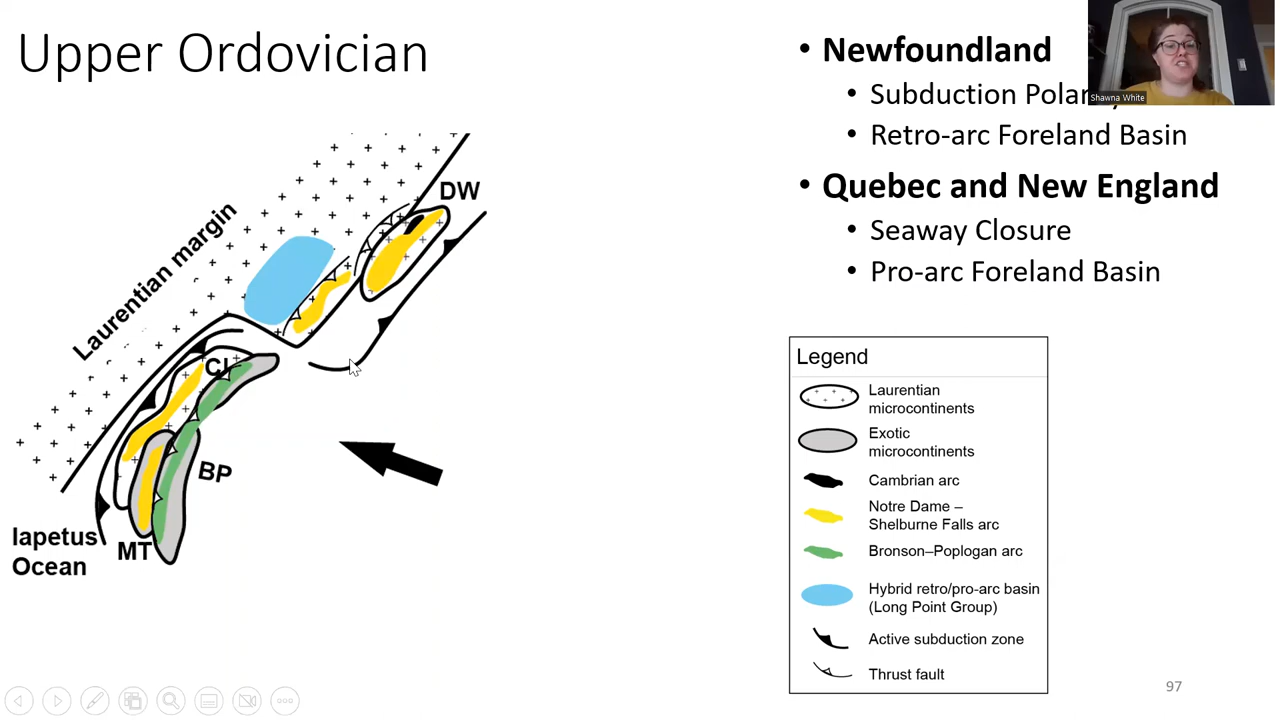 Upper Ordovician
• Newfoundland
• Subduction
• Retro-arc Foreland Basin
• Quebec and New England
• Seaway Closure
• Pro-arc Foreland Basin
Shawna White
DW
Laurentian margin
CL
BP
MT
Iapetus
Ocean
Legend
Laurentian
microcontinents
Exotic
microcontinents
Cambrian arc
Notre Dame –
Shelburne Falls arc
Bronson–Poplogan arc
Hybrid retro/pro-arc basin
(Long Point Group)
Active subduction zone
Thrust fault
97